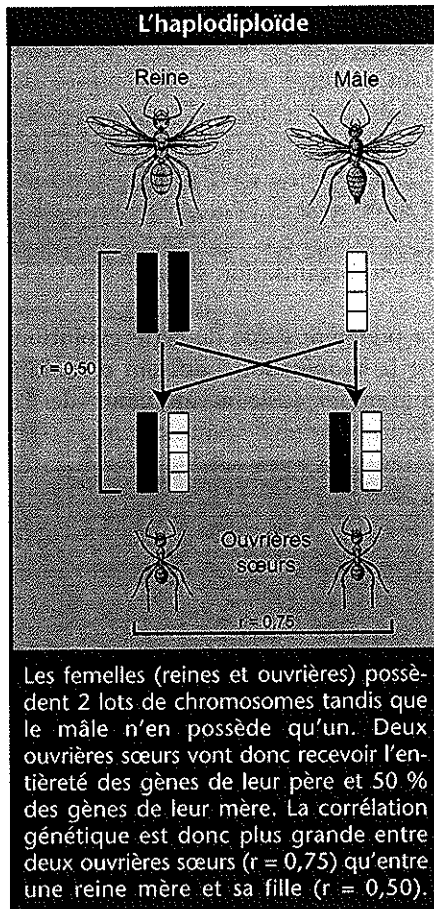 L'haplodiploïde
Reine Mâle
r = 0,50
Ouvrières
sœurs
r = 0,75
Les femelles (reines et ouvrières) possè-
dent 2 lots de chromosomes tandis que
le mâle n'en possède qu'un. Deux
ouvrières sœurs vont donc recevoir l'en-
tièreté des gènes de leur père et 50 %
des gènes de leur mère. La corrélation
génétique est donc plus grande entre
deux ouvrières sœurs (r = 0,75) qu'entre
une reine mère et sa fille (r = 0,50).